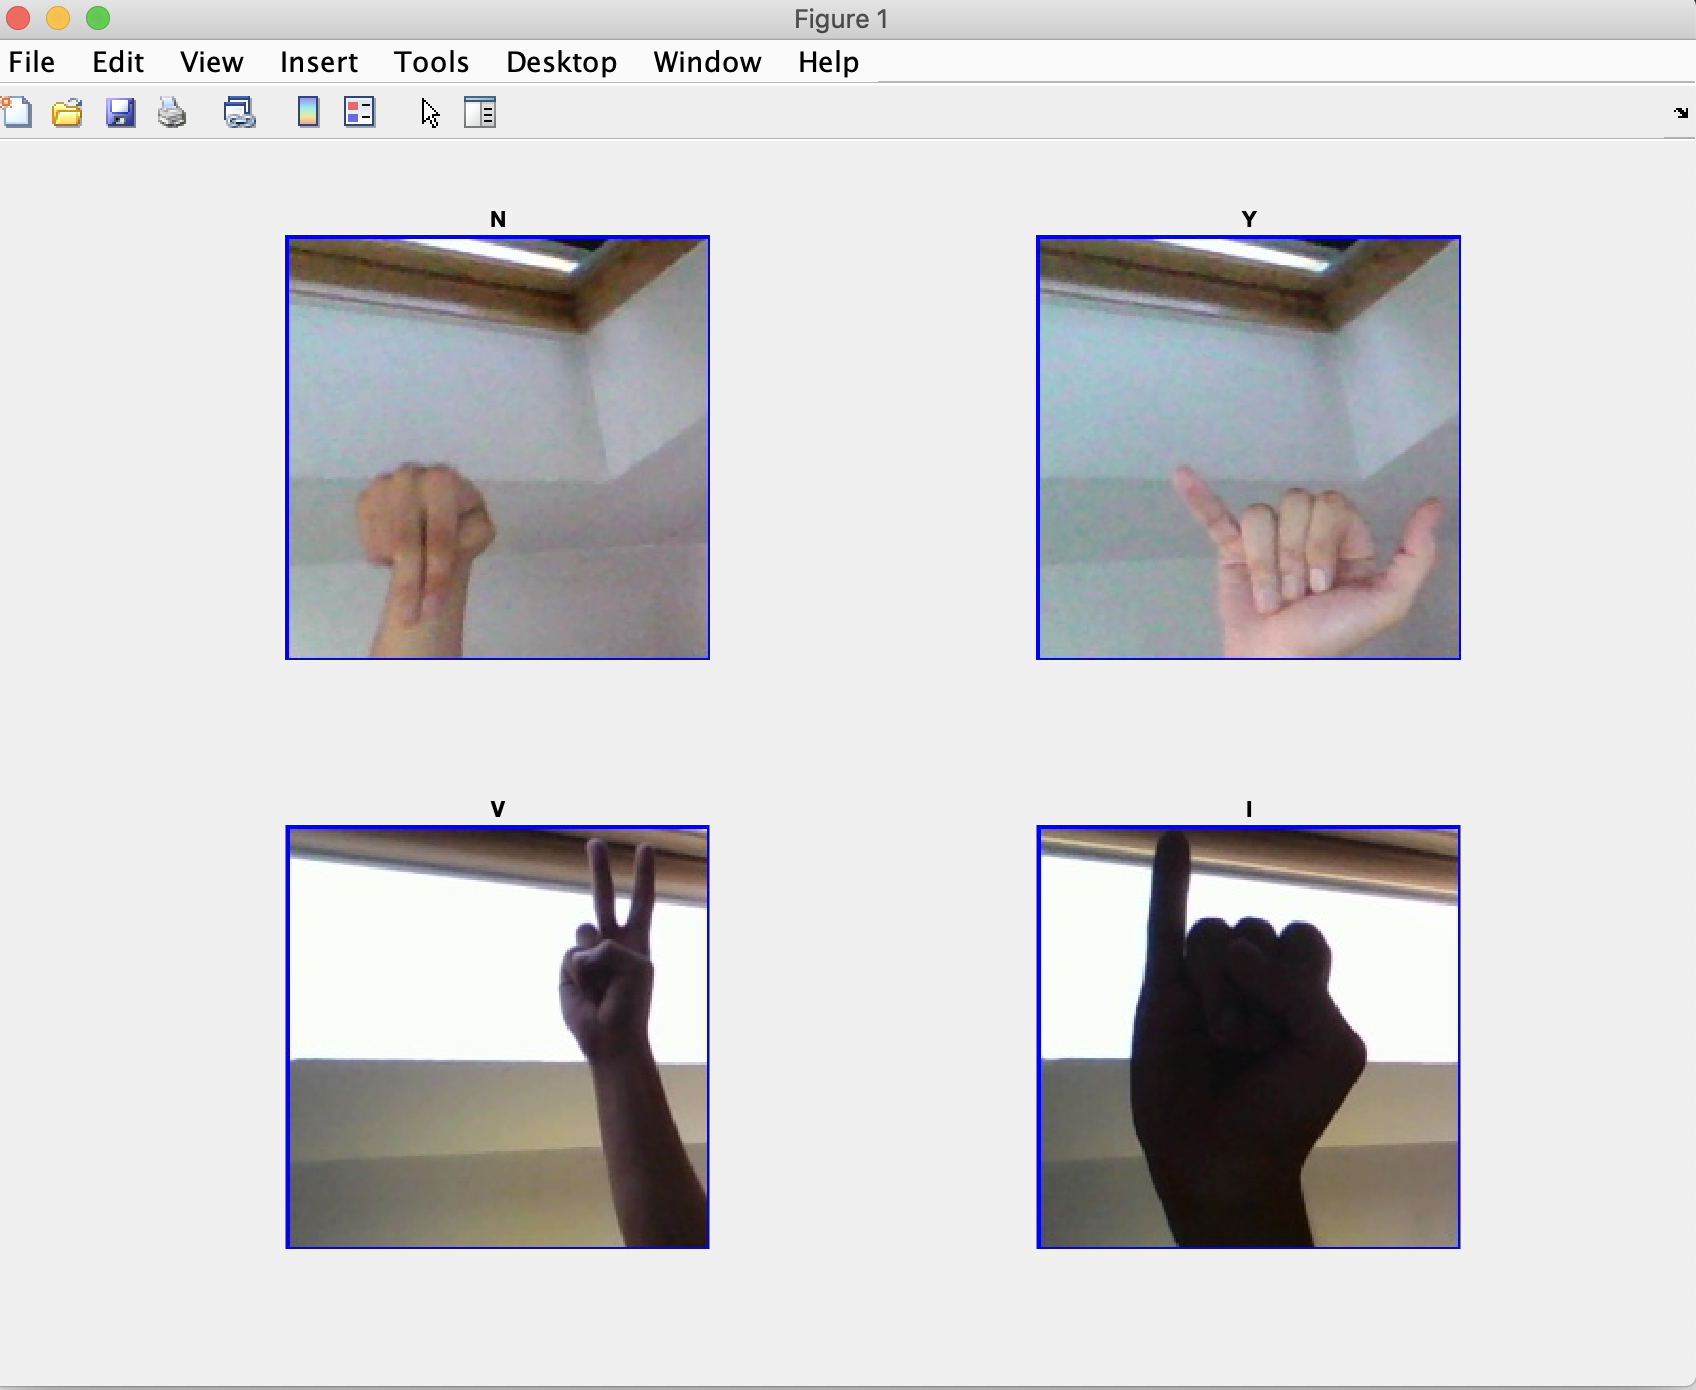 Figure 1
File Edit View Insert Tools Desktop Window Help
N Y
V I